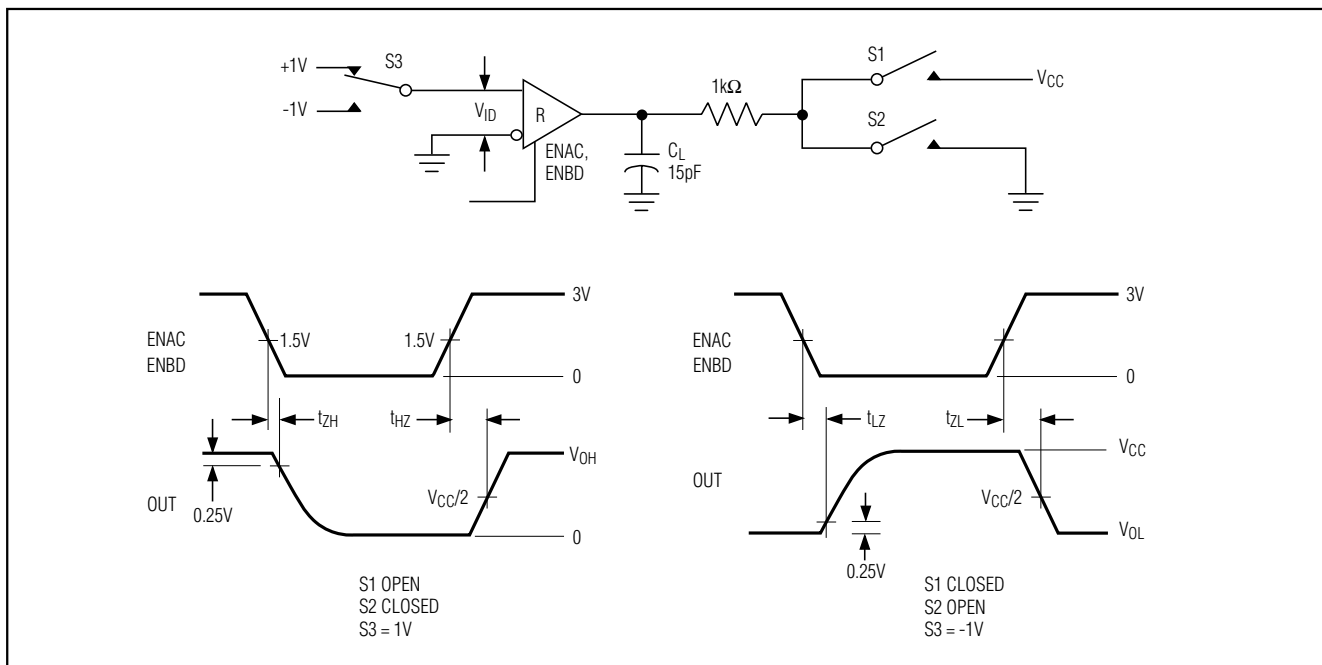 +1V
S3
-1V
V_ID
R
ENAC,
ENBD
C_L
15pF
1kΩ
S1
V_CC
S2
ENAC
ENBD
1.5V
1.5V
3V
0
t_ZH
t_HZ
OUT
0.25V
V_OH
V_CC/2
0
S1 OPEN
S2 CLOSED
S3 = 1V
ENAC
ENBD
3V
0
t_LZ
t_ZL
OUT
V_CC
V_CC/2
V_OL
0.25V
S1 CLOSED
S2 OPEN
S3 = -1V